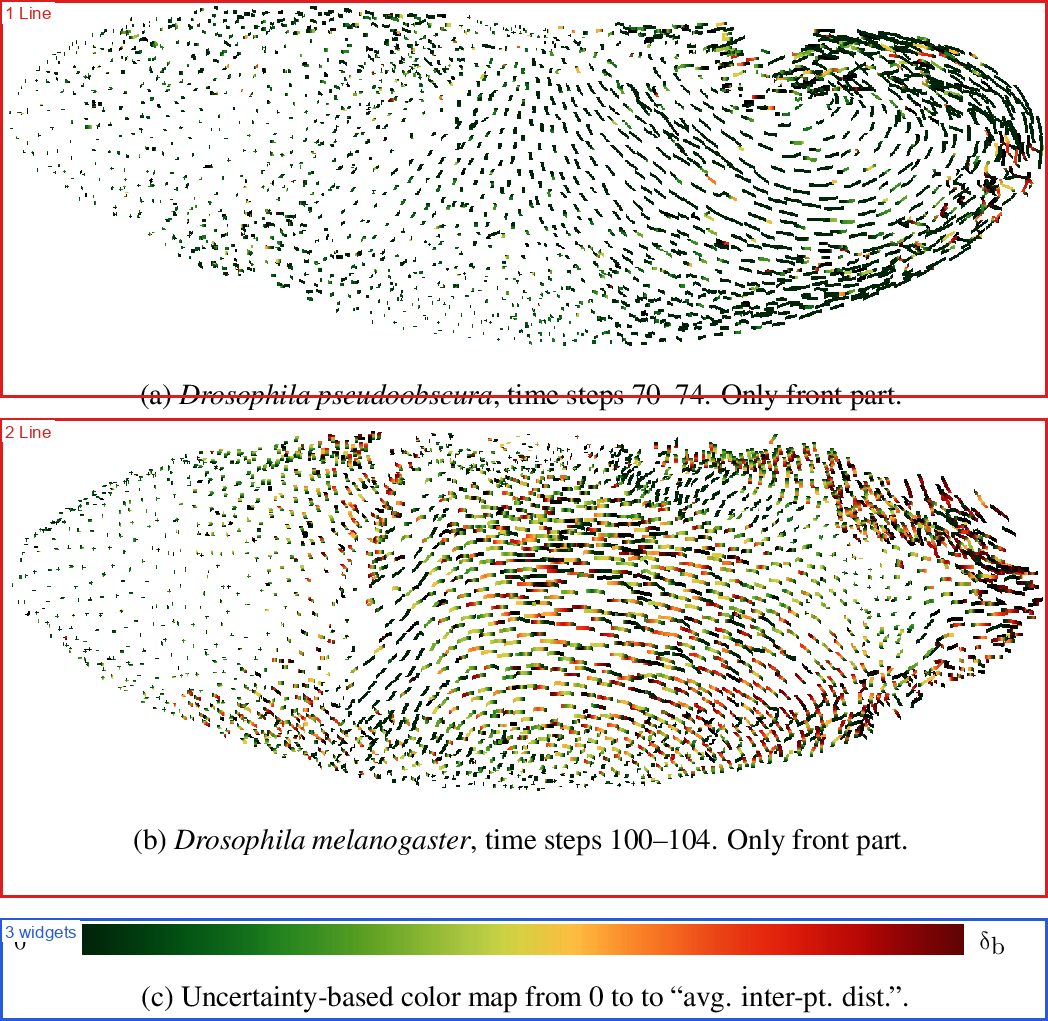 1 Line
(a) Drosophila pseudoobscura, time steps 70–74. Only front part.
2 Line
(b) Drosophila melanogaster, time steps 100–104. Only front part.
3 widgets
0 δb
(c) Uncertainty-based color map from 0 to to “avg. inter-pt. dist.”.